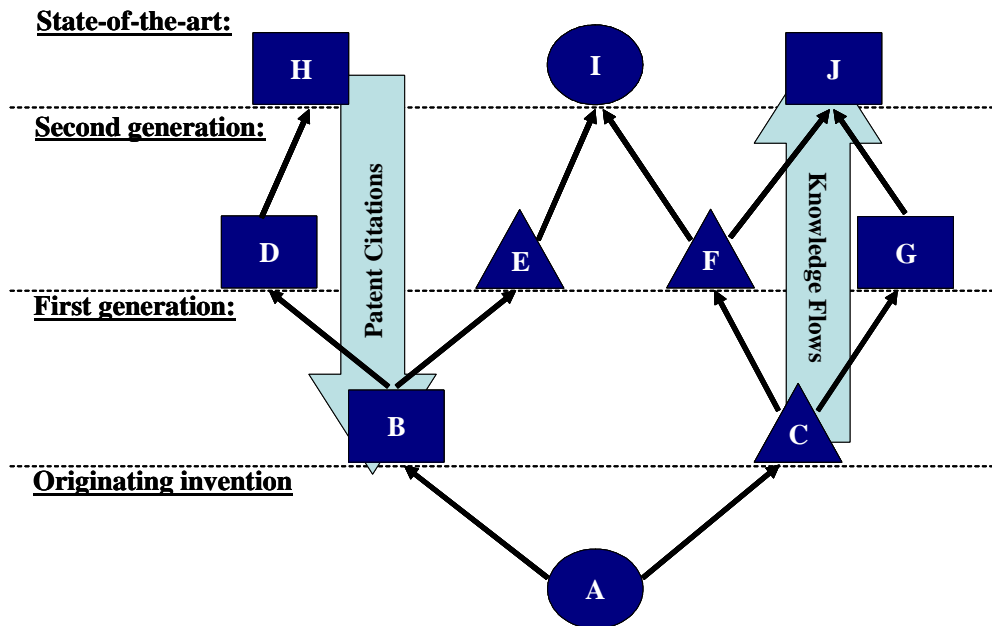 State-of-the-art:
H
I
J
Second generation:
Patent Citations
Knowledge Flows
D
E
F
G
First generation:
B
C
Originating invention
A